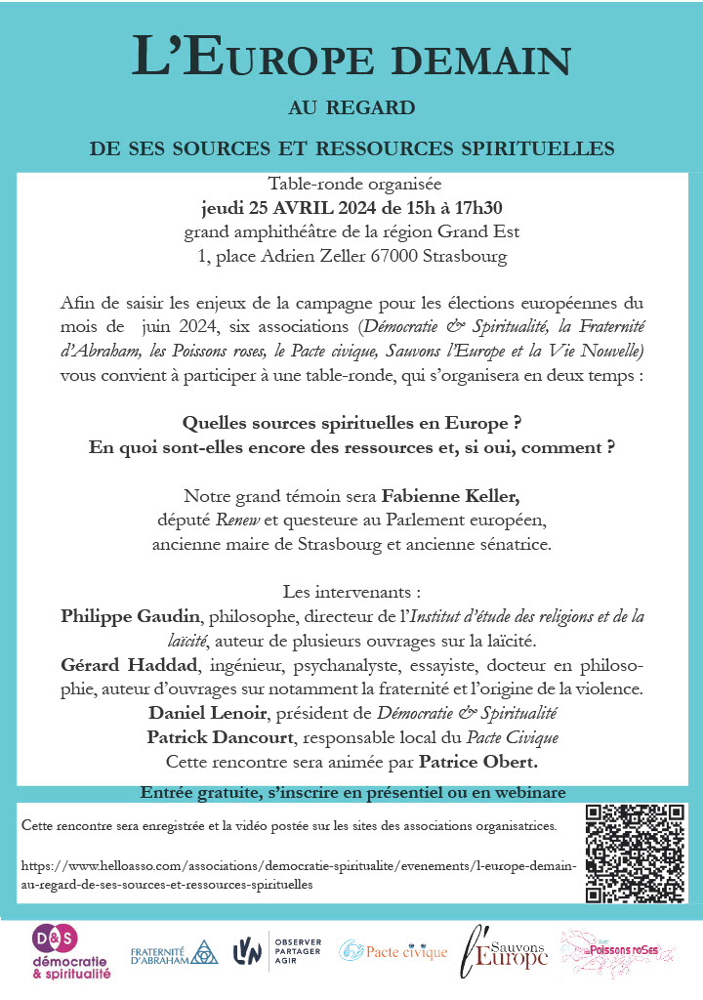 L’EUROPE DEMAIN
AU REGARD
DE SES SOURCES ET RESSOURCES SPIRITUELLES
Table-ronde organisée
jeudi 25 AVRIL 2024 de 15h à 17h30
grand amphithéâtre de la région Grand Est
1, place Adrien Zeller 67000 Strasbourg
Afin de saisir les enjeux de la campagne pour les élections européennes du
mois de juin 2024, six associations (Démocratie & Spiritualité, la Fraternité
d’Abraham, les Poissons roses, le Pacte civique, Sauvons l’Europe et la Vie Nouvelle)
vous convient à participer à une table-ronde, qui s’organisera en deux temps :
Quelles sources spirituelles en Europe ?
En quoi sont-elles encore des ressources et, si oui, comment ?
Notre grand témoin sera Fabienne Keller,
député Renew et questeure au Parlement européen,
ancienne maire de Strasbourg et ancienne sénatrice.
Les intervenants :
Philippe Gaudin, philosophe, directeur de l’Institut d’étude des religions et de la
laïcité, auteur de plusieurs ouvrages sur la laïcité.
Gérard Haddad, ingénieur, psychanalyste, essayiste, docteur en philoso-
phie, auteur d’ouvrages sur notamment la fraternité et l’origine de la violence.
Daniel Lenoir, président de Démocratie & Spiritualité
Patrick Dancourt, responsable local du Pacte Civique
Cette rencontre sera animée par Patrice Obert.
Entrée gratuite, s’inscrire en présentiel ou en webinare
Cette rencontre sera enregistrée et la vidéo postée sur les sites des associations organisatrices.
https://www.helloasso.com/associations/democratie-spiritualite/evenements/l-europe-demain-
au-regard-de-ses-sources-et-ressources-spirituelles
D&S
démocratie
& spiritualité
FRATERNITÉ
D’ABRAHAM
LVN
OBSERVER
PARTAGER
AGIR
Pacte civique
Sauvons
l’Europe
les Poissons roSes